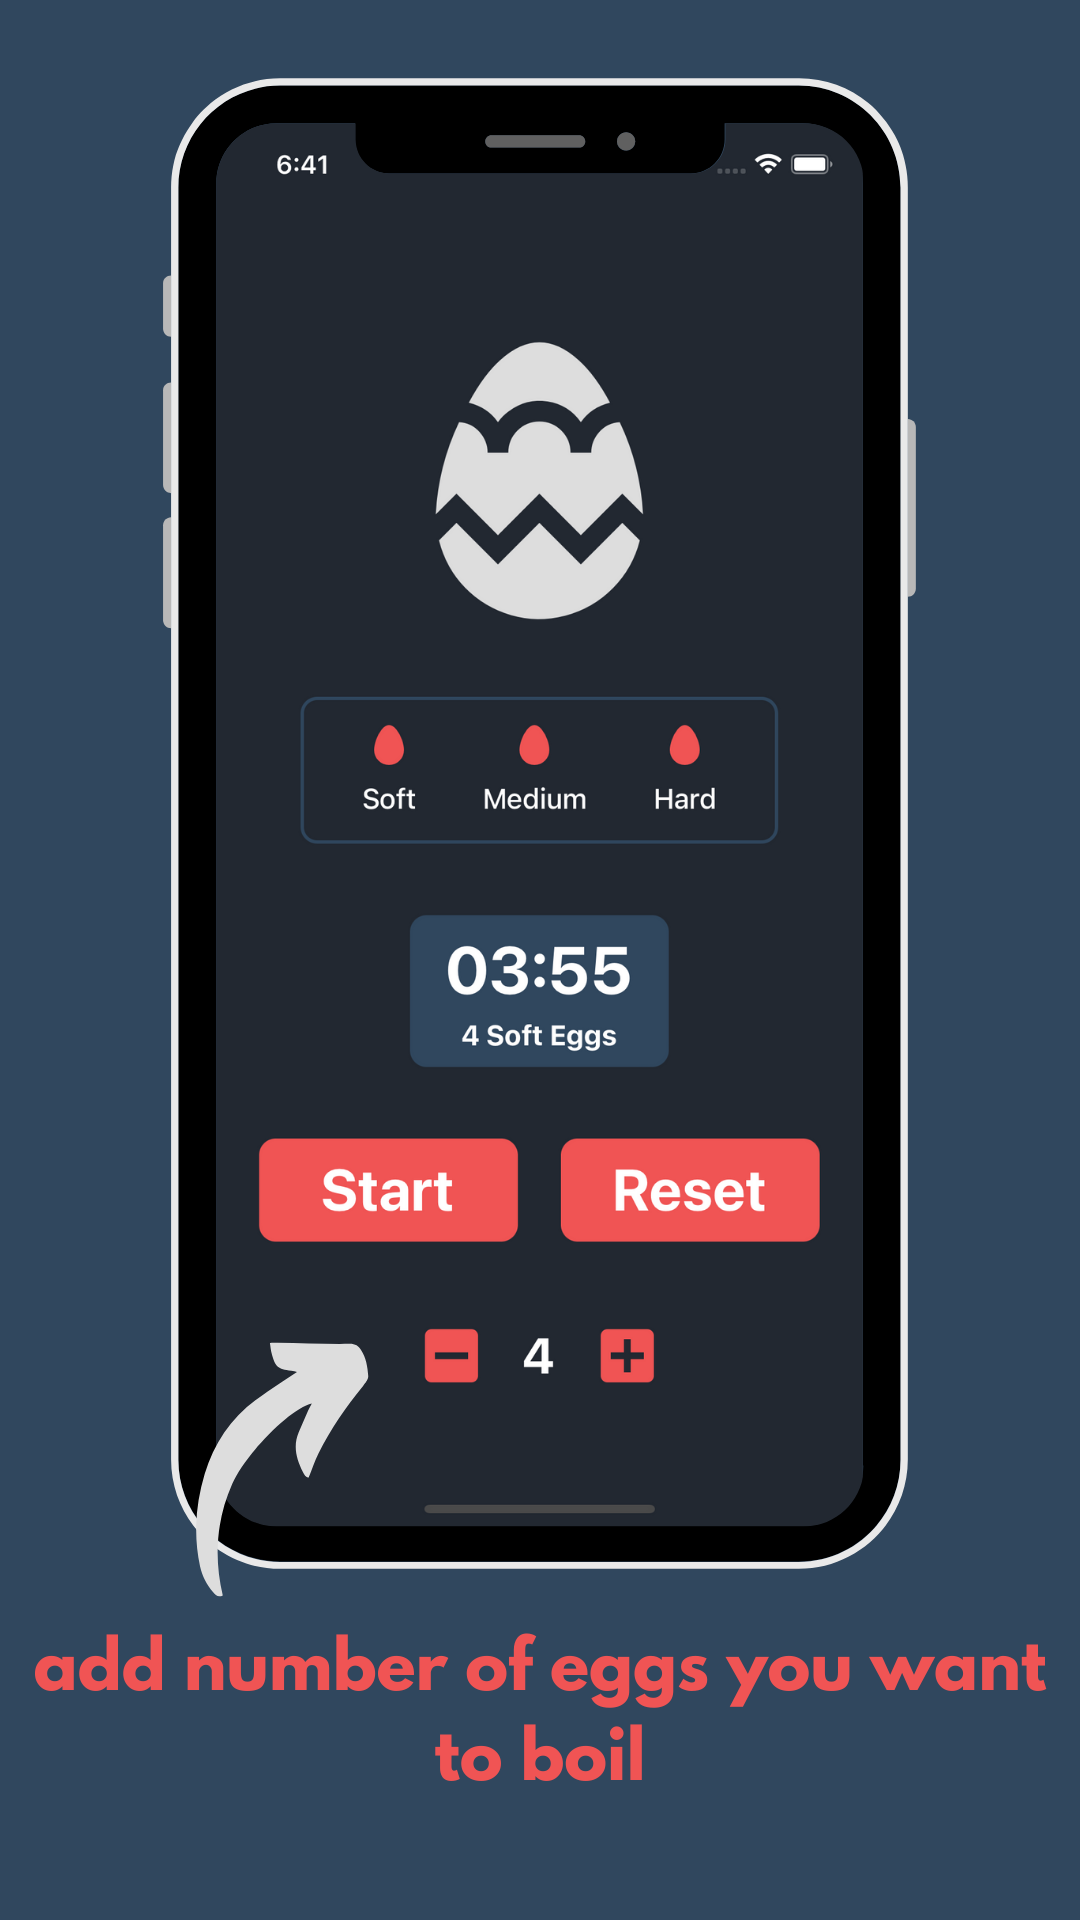 6:41
Soft Medium Hard
03:55
4 Soft Eggs
Start Reset
4
add number of eggs you want
to boil